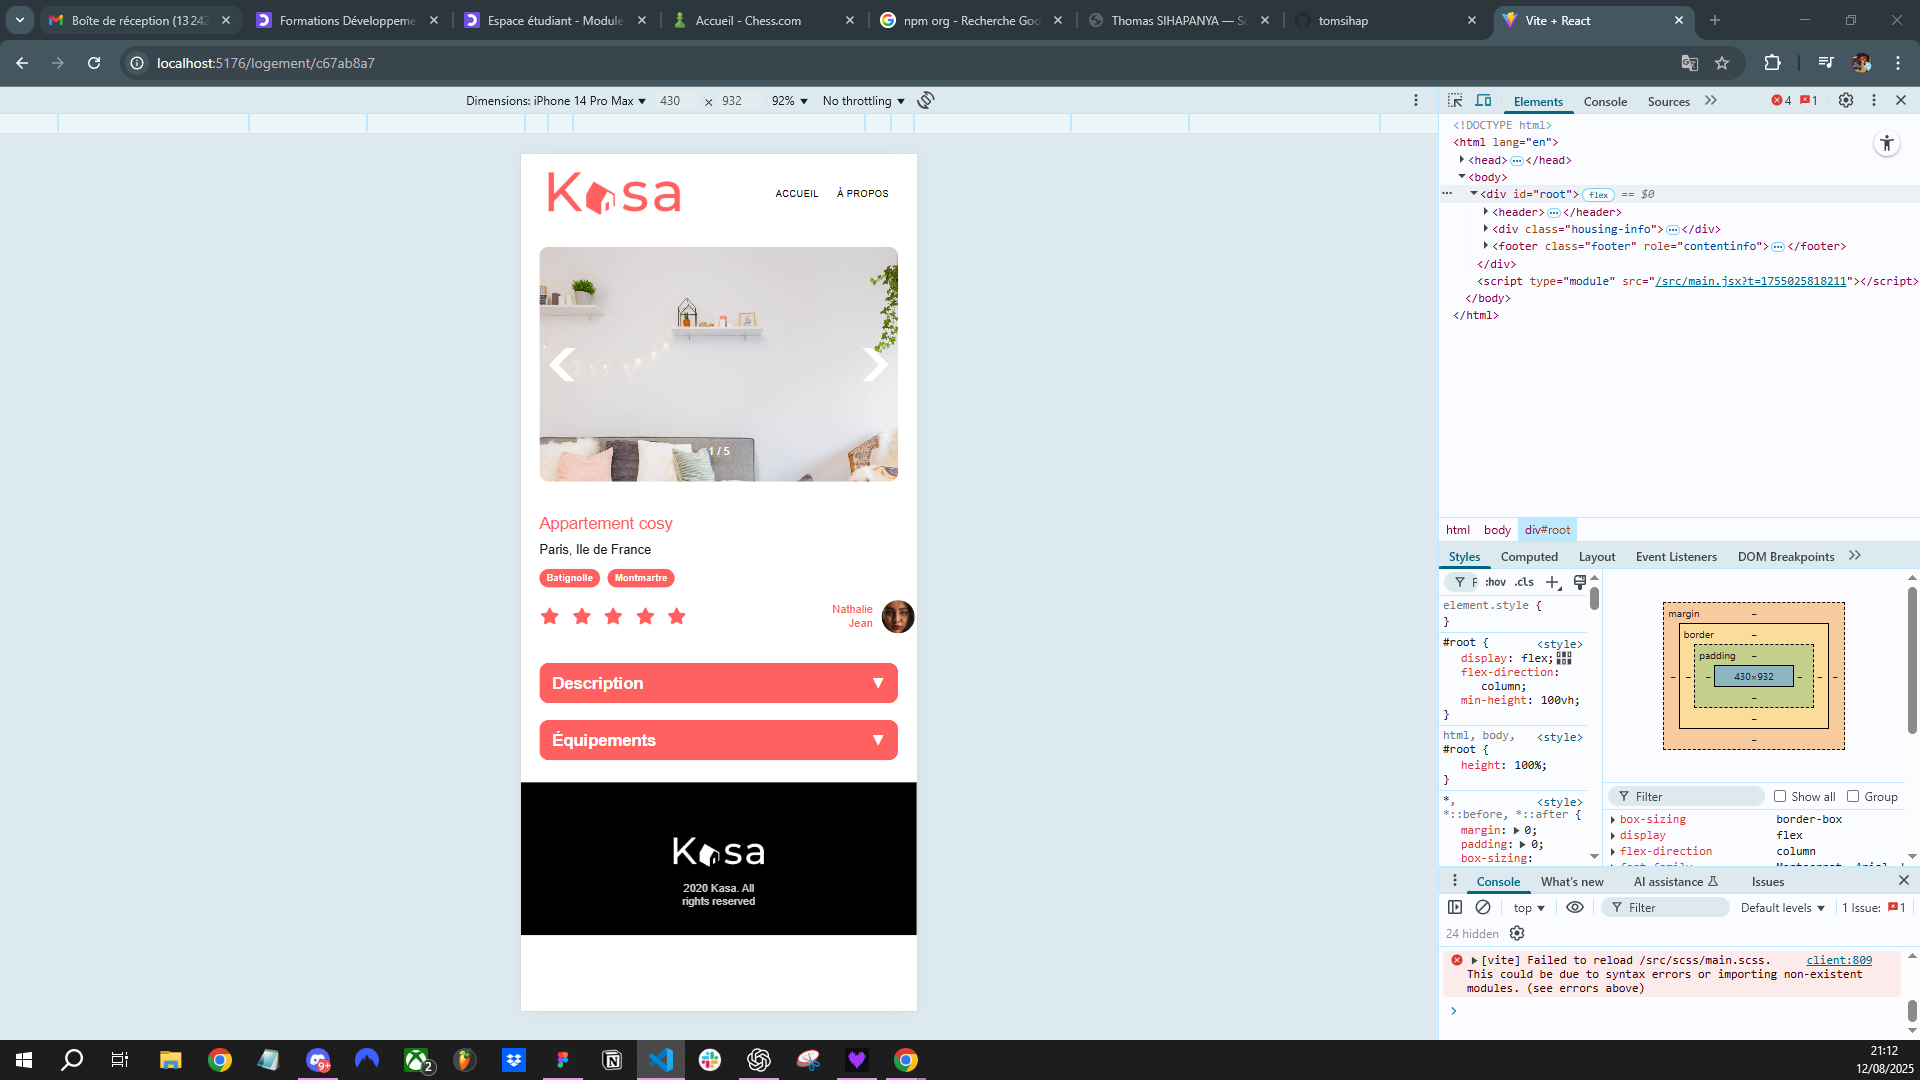 Boîte de réception (13 242
Formations Développeme
Espace étudiant - Module
Accueil - Chess.com
npm org - Recherche Goo
Thomas SIHAPANYA — Sc
tomsihap
Vite + React
localhost:5176/logement/c67ab8a7
Dimensions: iPhone 14 Pro Max ▼ 430 × 932 92% ▼ No throttling ▼
Elements Console Sources 4 1
<!DOCTYPE html>
<html lang="en">
<head> … </head>
<body>
<div id="root"> flex == $0
<header> … </header>
<div class="housing-info"> … </div>
<footer class="footer" role="contentinfo"> … </footer>
</div>
<script type="module" src="/src/main.jsx?t=1755025818211"></script>
</body>
</html>
Kasa
ACCUEIL À PROPOS
1 / 5
Appartement cosy
Paris, Ile de France
Batignolle Montmartre
Nathalie
Jean
Description ▼
Équipements ▼
Kasa
2020 Kasa. All
rights reserved
html body div#root
Styles Computed Layout Event Listeners DOM Breakpoints
F :hov .cls
element.style {
}
#root { <style>
display: flex;
flex-direction:
column;
min-height: 100vh;
}
html, body, <style>
#root {
height: 100%;
}
*, <style>
*::before, *::after {
margin: 0;
padding: 0;
box-sizing:
margin –
border –
padding –
– – – 430×932 – – –
–
–
–
Filter Show all Group
box-sizing border-box
display flex
flex-direction column
Console What's new AI assistance Issues
top ▼ Filter Default levels ▼ 1 Issue: 1
24 hidden
[vite] Failed to reload /src/scss/main.scss. client:809
This could be due to syntax errors or importing non-existent
modules. (see errors above)
9+
2
21:12
12/08/2025